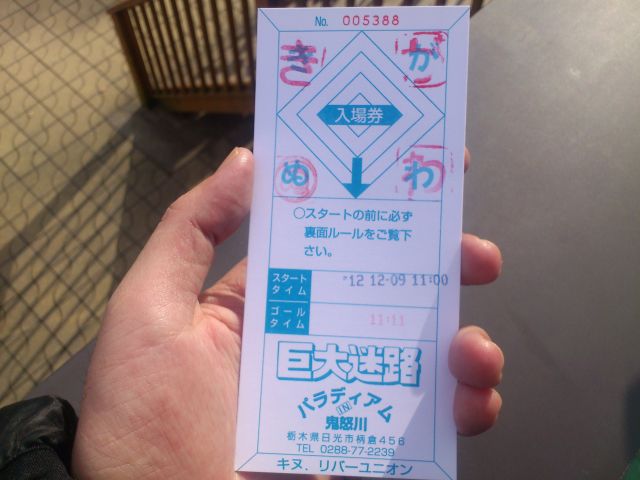 No. 005388
き が
入場券
ぬ わ
○スタートの前に必ず
裏面ルールをご覧下
さい。
スタート
タイム
'12 12-09 11:00
ゴール
タイム
11:11
巨大迷路
パラディアム
IN
鬼怒川
栃木県日光市柄倉456
TEL 0288-77-2239
キヌ．リバーユニオン